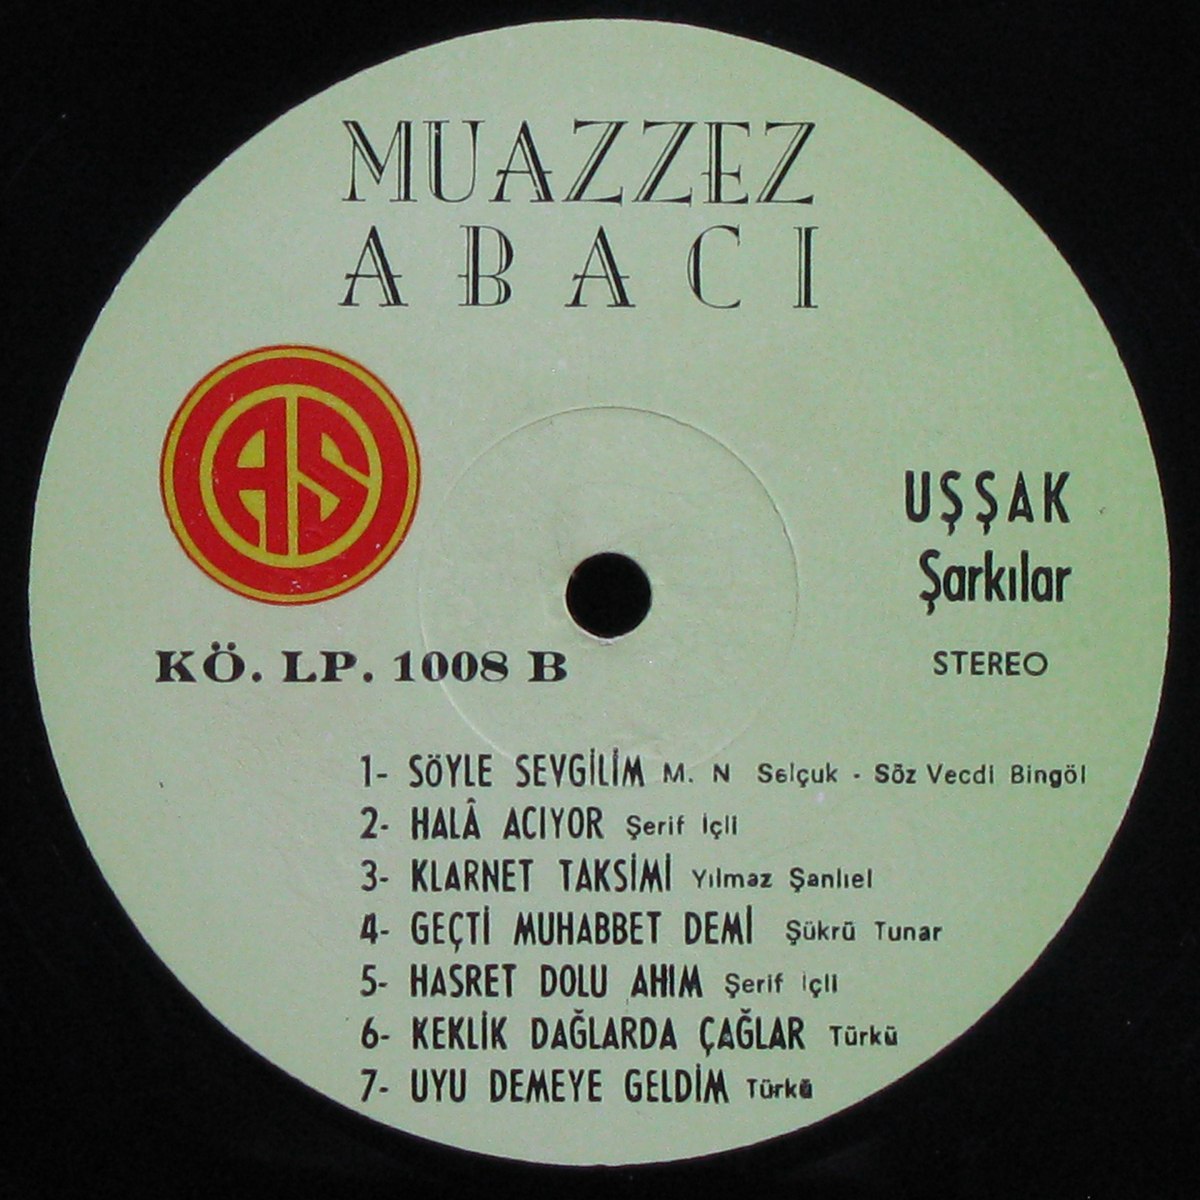 MUAZZEZ
ABACI
AS
UŞŞAK
Şarkılar
KÖ. LP. 1008 B
STEREO
1- SÖYLE SEVGİLİM M. N Selçuk - Söz Vecdi Bingöl
2- HALÂ ACIYOR Şerif İçli
3- KLARNET TAKSİMİ Yılmaz Şanlıel
4- GEÇTİ MUHABBET DEMİ Şükrü Tunar
5- HASRET DOLU AHIM Şerif İçli
6- KEKLİK DAĞLARDA ÇAĞLAR Türkü
7- UYU DEMEYE GELDİM Türkü